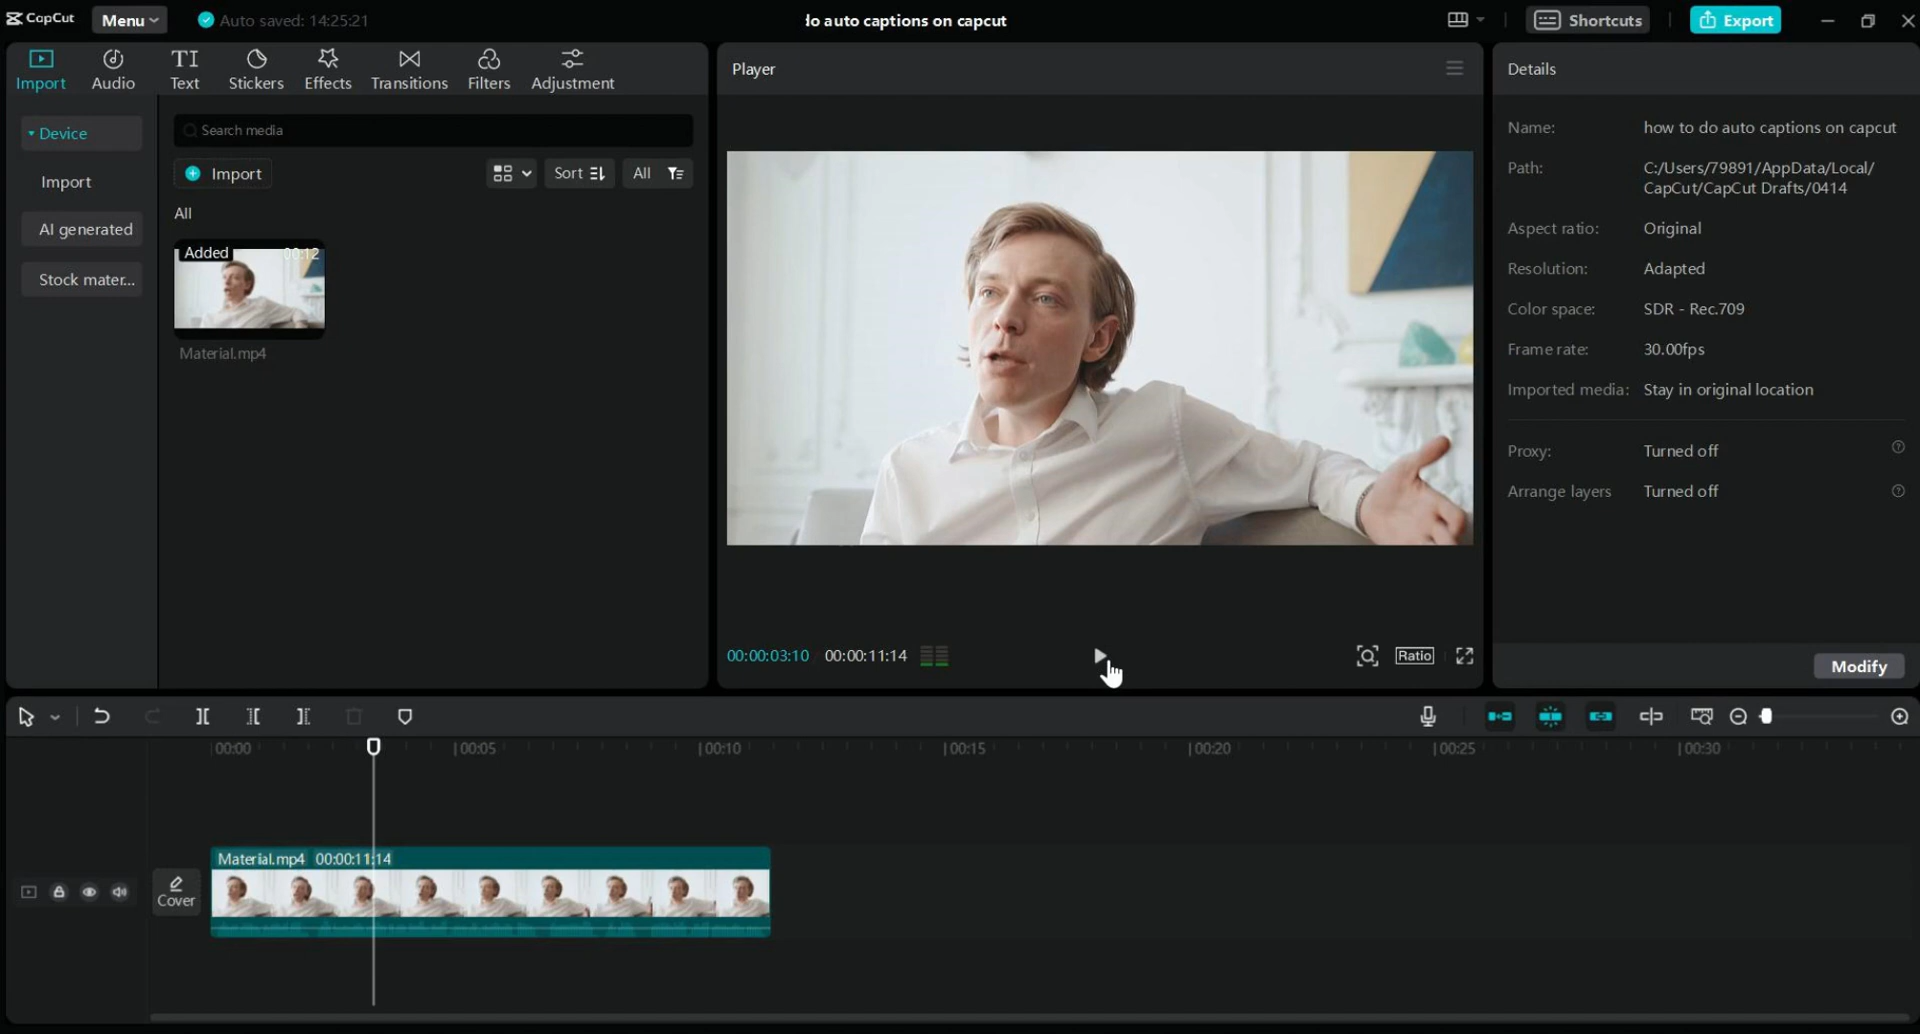 CapCut
Menu
Auto saved: 14:25:21
do auto captions on capcut
Shortcuts
Export
Import
Audio
TI
Text
Stickers
Effects
Transitions
Filters
Adjustment
Player
Details
Device
Import
AI generated
Stock mater...
Search media
Import
Sort
All
All
Added
00:12
Material.mp4
Name:
how to do auto captions on capcut
Path:
C:/Users/79891/AppData/Local/
CapCut/CapCut Drafts/0414
Aspect ratio:
Original
Resolution:
Adapted
Color space:
SDR - Rec.709
Frame rate:
30.00fps
Imported media:
Stay in original location
Proxy:
Turned off
Arrange layers
Turned off
00:00:03:10
00:00:11:14
Ratio
Modify
00:00
00:05
00:10
00:15
00:20
00:25
00:30
Material.mp4 00:00:11:14
Cover